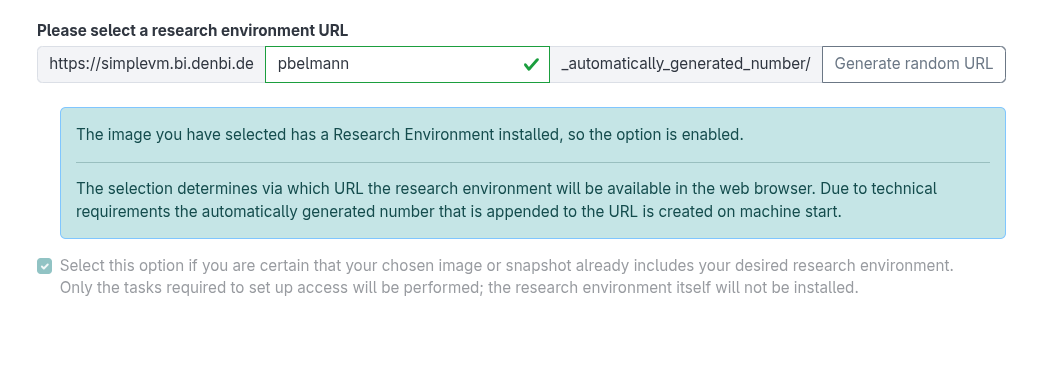 Please select a research environment URL
https://simplevm.bi.denbi.de pbelmann _automatically_generated_number/ Generate random URL
The image you have selected has a Research Environment installed, so the option is enabled.
The selection determines via which URL the research environment will be available in the web browser. Due to technical
requirements the automatically generated number that is appended to the URL is created on machine start.
Select this option if you are certain that your chosen image or snapshot already includes your desired research environment.
Only the tasks required to set up access will be performed; the research environment itself will not be installed.